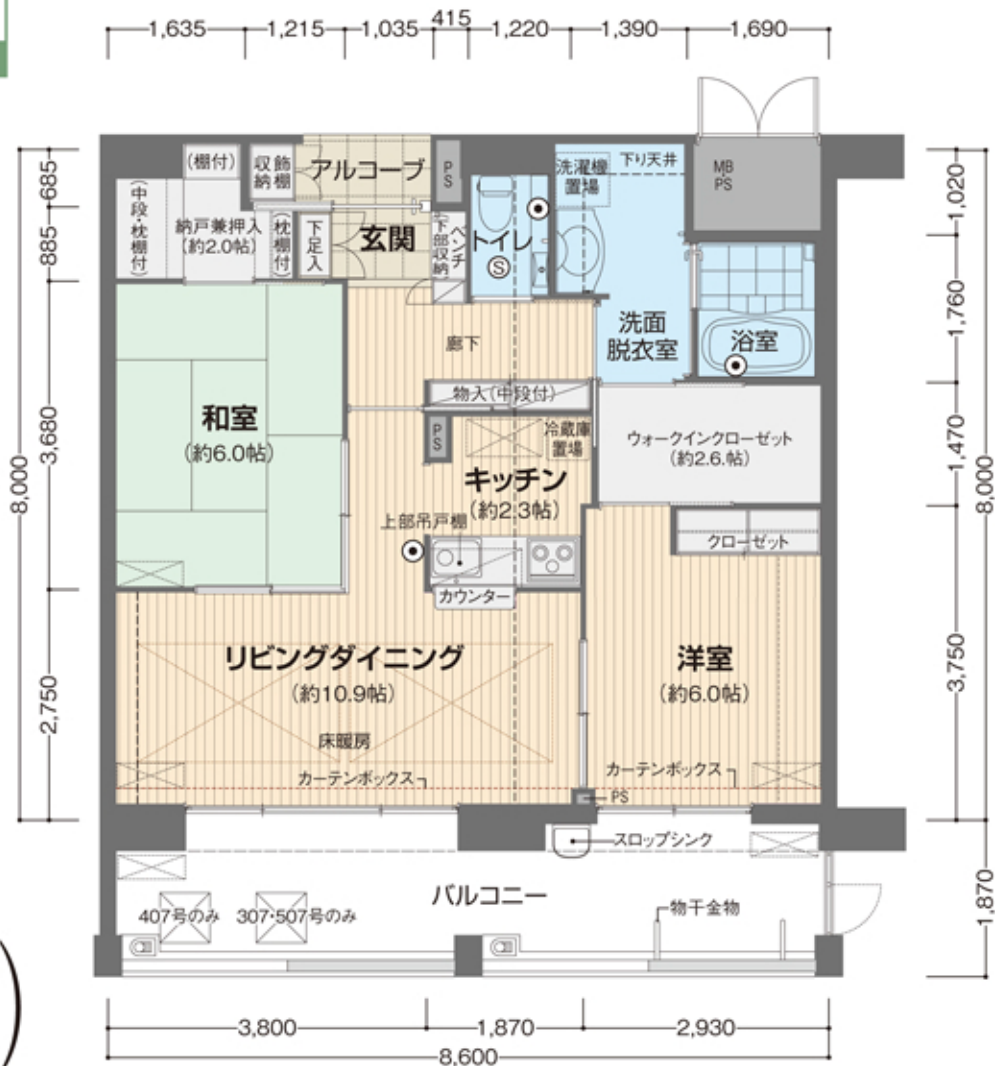 1,635
1,215
1,035
415
1,220
1,390
1,690
685
885
3,680
2,750
8,000
1,020
1,760
1,470
3,750
8,000
1,870
(棚付)
収納
飾棚
アルコーブ
PS
洗濯機
置場
下り天井
MB
PS
(中段・枕棚付)
納戸兼押入
(約2.0帖)
(枕棚付)
下足入
玄関
ベンチ
(下部収納)
トイレ
S
洗面
脱衣室
浴室
廊下
物入(中段付)
和室
(約6.0帖)
PS
冷蔵庫
置場
キッチン
(約2.3帖)
ウォークインクローゼット
(約2.6.帖)
上部吊戸棚
クローゼット
カウンター
リビングダイニング
(約10.9帖)
洋室
(約6.0帖)
床暖房
カーテンボックス
カーテンボックス
PS
スロップシンク
バルコニー
407号のみ
307・507号のみ
物干金物
3,800
1,870
2,930
8,600